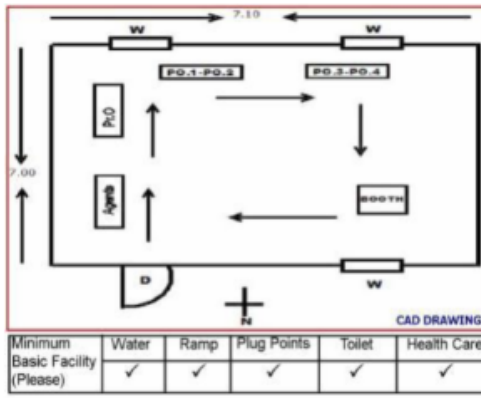 7.10
W W
PO.1-PO.2 PO.3-PO.4
Pr.O
7.00
Agents
BOOTH
D W
N
CAD DRAWING
Minimum Basic Facility (Please) Water Ramp Plug Points Toilet Health Care
✓ ✓ ✓ ✓ ✓